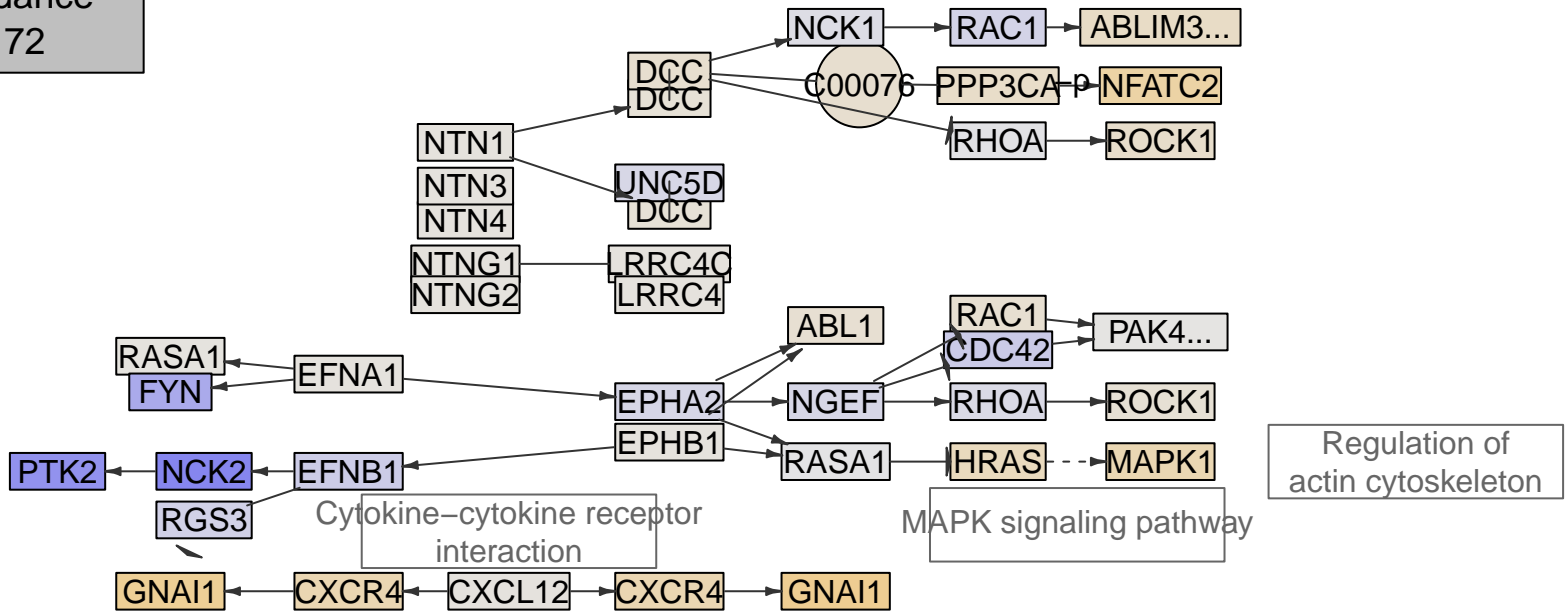 dance
72
NCK1
RAC1
ABLIM3...
DCC
DCC
C00076
PPP3CA
+p
NFATC2
NTN1
RHOA
ROCK1
NTN3
UNC5D
NTN4
DCC
NTNG1
LRRC4C
NTNG2
LRRC4
RAC1
ABL1
PAK4...
RASA1
CDC42
EFNA1
FYN
EPHA2
NGEF
RHOA
ROCK1
EPHB1
PTK2
NCK2
EFNB1
RASA1
HRAS
MAPK1
Regulation of
actin cytoskeleton
RGS3
Cytokine−cytokine receptor
interaction
MAPK signaling pathway
GNAI1
CXCR4
CXCL12
CXCR4
GNAI1